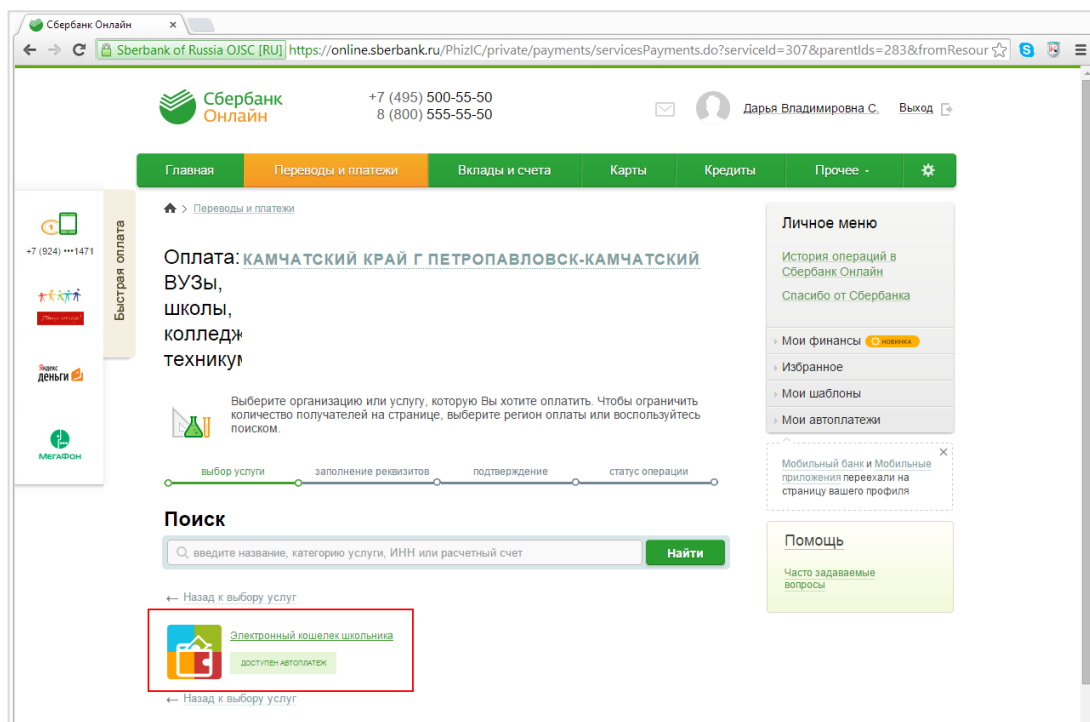 Сбербанк Онлайн
Sberbank of Russia OJSC [RU] https://online.sberbank.ru/PhizIC/private/payments/servicesPayments.do?serviceId=307&parentIds=283&fromResour
Сбербанк
Онлайн
+7 (495) 500-55-50
8 (800) 555-55-50
Дарья Владимировна С.
Выход
Главная
Переводы и платежи
Вклады и счета
Карты
Кредиты
Прочее
1
+7 (924) •••1471
Яндекс
деньги
МЕГАФОН
Быстрая оплата
> Переводы и платежи
Оплата: КАМЧАТСКИЙ КРАЙ Г ПЕТРОПАВЛОВСК-КАМЧАТСКИЙ
ВУЗы,
школы,
колледж
техникум
Выберите организацию или услугу, которую Вы хотите оплатить. Чтобы ограничить
количество получателей на странице, выберите регион оплаты или воспользуйтесь
поиском.
выбор услуги
заполнение реквизитов
подтверждение
статус операции
Поиск
введите название, категорию услуги, ИНН или расчетный счет
Найти
← Назад к выбору услуг
Электронный кошелек школьника
ДОСТУПЕН АВТОПЛАТЕЖ
← Назад к выбору услуг
Личное меню
История операций в
Сбербанк Онлайн
Спасибо от Сбербанка
Мои финансы
НОВИНКА
Избранное
Мои шаблоны
Мои автоплатежи
Мобильный банк и Мобильные
приложения переехали на
страницу вашего профиля
Помощь
Часто задаваемые
вопросы